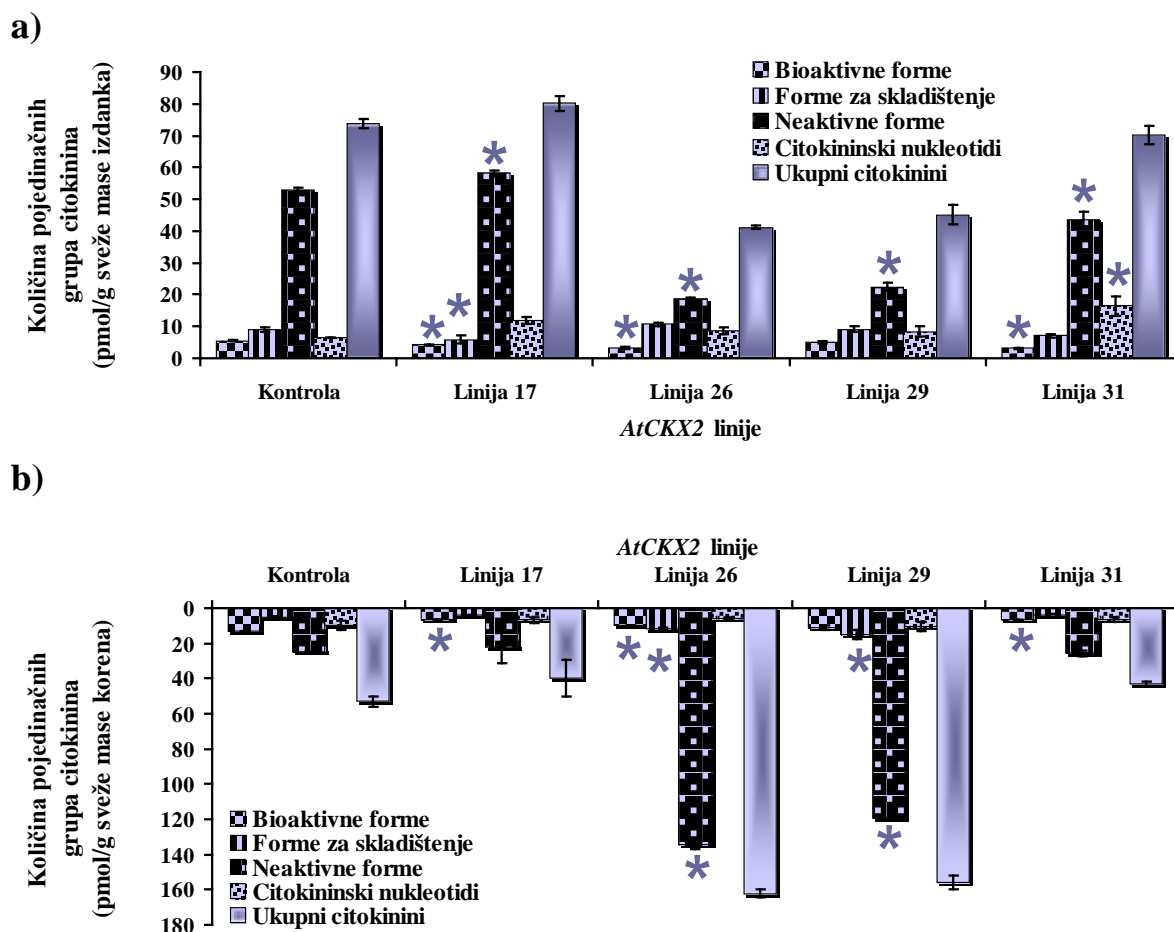 a)
Količina pojedinačnih
grupa citokinina
(pmol/g sveže mase izdanka)
90
80
70
60
50
40
30
20
10
0
Bioaktivne forme
Forme za skladištenje
Neaktivne forme
Citokininski nukleotidi
Ukupni citokinini
*
*
*
*
*
*
*
*
*
Kontrola
Linija 17
Linija 26
Linija 29
Linija 31
AtCKX2 linije
b)
AtCKX2 linije
Kontrola
Linija 17
Linija 26
Linija 29
Linija 31
Količina pojedinačnih
grupa citokinina
(pmol/g sveže mase korena)
0
20
40
60
80
100
120
140
160
180
*
*
*
*
*
*
*
Bioaktivne forme
Forme za skladištenje
Neaktivne forme
Citokininski nukleotidi
Ukupni citokinini